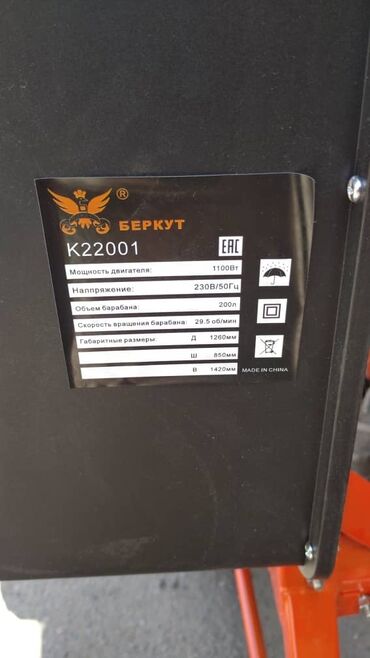 ®
БЕРКУТ
K22001
EAC
Мощность двигателя: 1100Вт
Налпряжение: 230В/50Гц
Объем барабана: 200л
Скорость вращения барабана: 29.5 об/мин
Габаритные размеры: Д 1260мм
Ш 850мм
В 1420мм
MADE IN CHINA